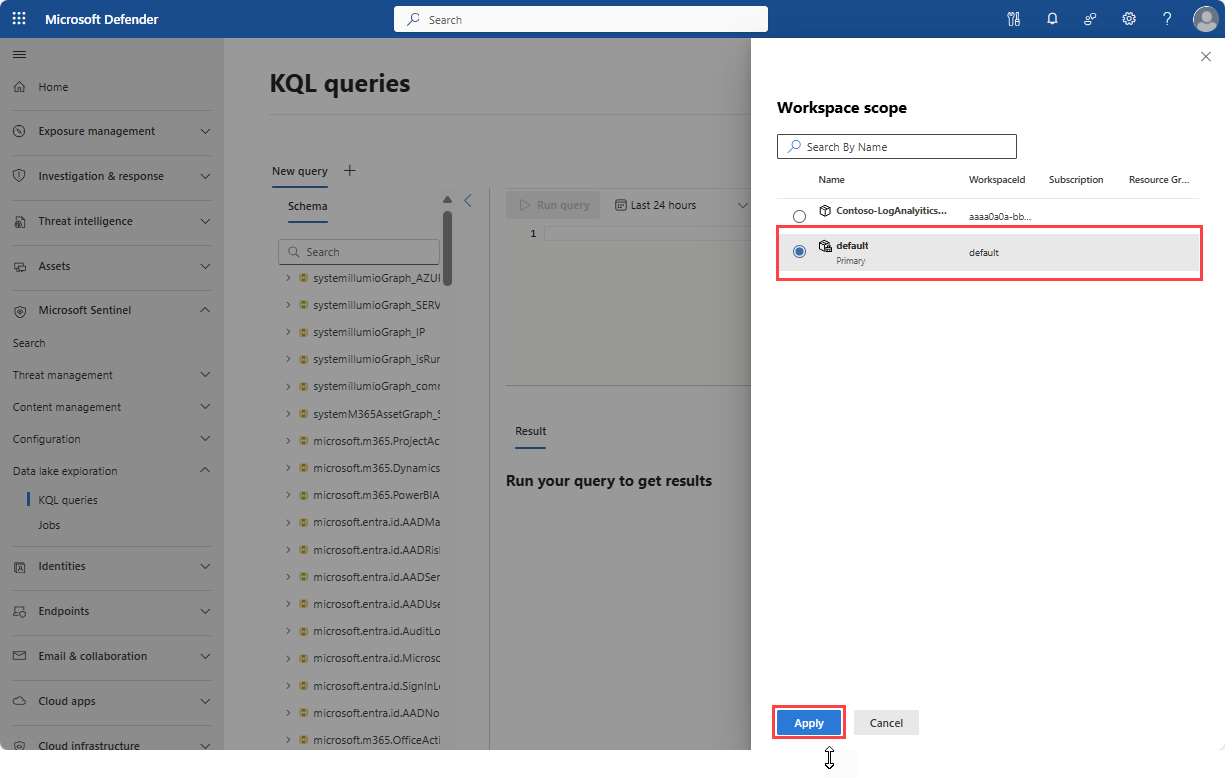 Microsoft Defender
Search
Home
Exposure management
Investigation & response
Threat intelligence
Assets
Microsoft Sentinel
Search
Threat management
Content management
Configuration
Data lake exploration
KQL queries
Jobs
Identities
Endpoints
Email & collaboration
Cloud apps
Cloud infrastructure
KQL queries
New query
Schema
Search
systemillumioGraph_AZU
systemillumioGraph_SERV
systemillumioGraph_IP
systemillumioGraph_isRur
systemillumioGraph_comr
systemM365AssetGraph_S
microsoft.m365.ProjectAc
microsoft.m365.Dynamics
microsoft.m365.PowerBIA
microsoft.entra.id.AADMa
microsoft.entra.id.AADRis
microsoft.entra.id.AADSer
microsoft.entra.id.AADUse
microsoft.entra.id.AuditLo
microsoft.entra.id.Microsc
microsoft.entra.id.SignInL
microsoft.entra.id.AADNo
microsoft.m365.OfficeActi
Run query
Last 24 hours
1
Result
Run your query to get results
Workspace scope
Search By Name
Name WorkspaceId Subscription Resource Gr...
Contoso-LogAnalyitics... aaaa0a0a-bb...
default default
Primary
Apply Cancel